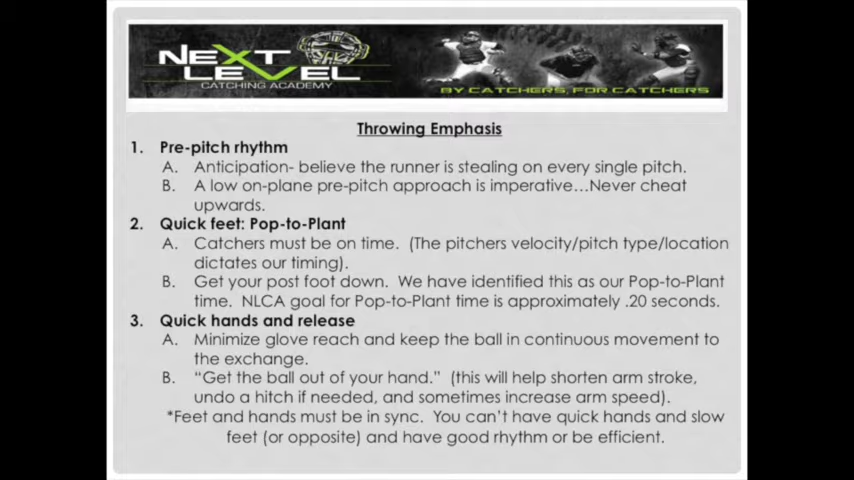 NEXT
LEVEL
CATCHING ACADEMY
BY CATCHERS, FOR CATCHERS
Throwing Emphasis
1. Pre-pitch rhythm
A. Anticipation- believe the runner is stealing on every single pitch.
B. A low on-plane pre-pitch approach is imperative…Never cheat
upwards.
2. Quick feet: Pop-to-Plant
A. Catchers must be on time. (The pitchers velocity/pitch type/location
dictates our timing).
B. Get your post foot down. We have identified this as our Pop-to-Plant
time. NLCA goal for Pop-to-Plant time is approximately .20 seconds.
3. Quick hands and release
A. Minimize glove reach and keep the ball in continuous movement to
the exchange.
B. “Get the ball out of your hand.” (this will help shorten arm stroke,
undo a hitch if needed, and sometimes increase arm speed).
*Feet and hands must be in sync. You can’t have quick hands and slow
feet (or opposite) and have good rhythm or be efficient.